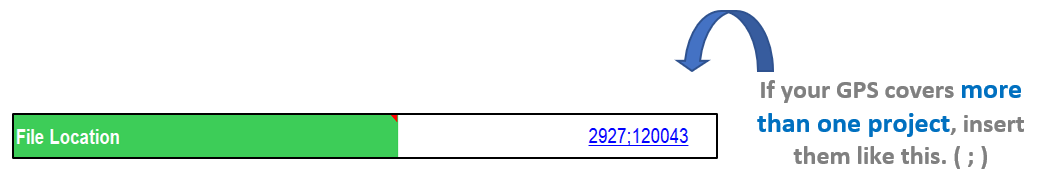 File Location 2927;120043
If your GPS covers more
than one project, insert
them like this. ( ; )